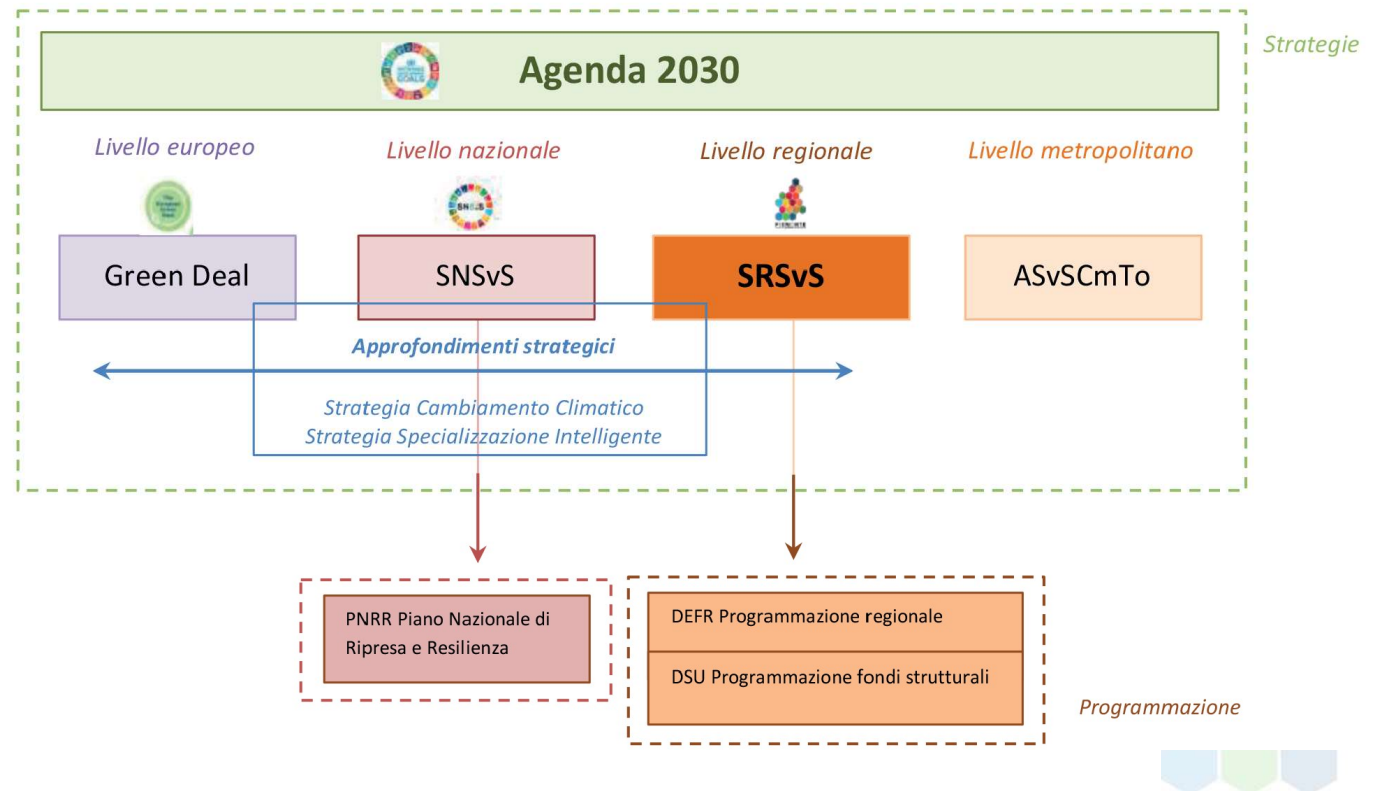 Strategie
Agenda 2030
Livello europeo
Livello nazionale
Livello regionale
Livello metropolitano
Green Deal
SNSvS
SRSvS
ASvSCmTo
Approfondimenti strategici
Strategia Cambiamento Climatico
Strategia Specializzazione Intelligente
PNRR Piano Nazionale di
Ripresa e Resilienza
DEFR Programmazione regionale
DSU Programmazione fondi strutturali
Programmazione